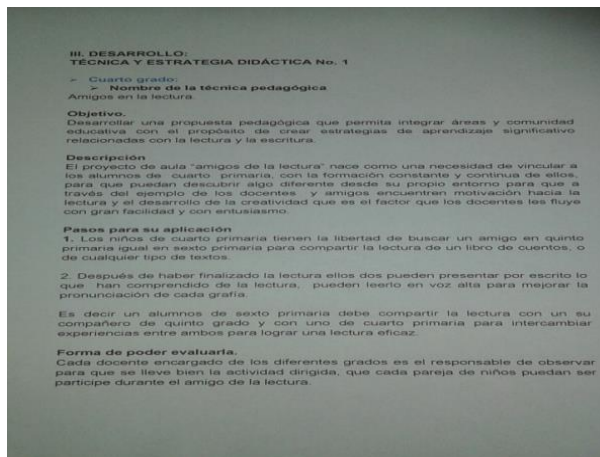 III. DESARROLLO:
TÉCNICA Y ESTRATEGIA DIDÁCTICA No. 1
➢ Cuarto grado:
➢ Nombre de la técnica pedagógica
Amigos en la lectura.
Objetivo.
Desarrollar una propuesta pedagógica que permita integrar áreas y comunidad
educativa con el propósito de crear estrategias de aprendizaje significativo
relacionadas con la lectura y la escritura.
Descripción
El proyecto de aula "amigos de la lectura" nace como una necesidad de vincular a
los alumnos de cuarto primaria, con la formación constante y continua de ellos,
para que puedan descubrir algo diferente desde su propio entorno para que a
través del ejemplo de los docentes y amigos encuentren motivación hacia la
lectura y el desarrollo de la creatividad que es el factor que los docentes les fluye
con gran facilidad y con entusiasmo.
Pasos para su aplicación
1. Los niños de cuarto primaria tienen la libertad de buscar un amigo en quinto
primaria igual en sexto primaria para compartir la lectura de un libro de cuentos, o
de cualquier tipo de textos.
2. Después de haber finalizado la lectura ellos dos pueden presentar por escrito lo
que han comprendido de la lectura, pueden leerlo en voz alta para mejorar la
pronunciación de cada grafía.
Es decir un alumnos de sexto primaria debe compartir la lectura con un su
compañero de quinto grado y con uno de cuarto primaria para intercambiar
experiencias entre ambos para lograr una lectura eficaz.
Forma de poder evaluarla.
Cada docente encargado de los diferentes grados es el responsable de observar
para que se lleve bien la actividad dirigida, que cada pareja de niños puedan ser
participe durante el amigo de la lectura.